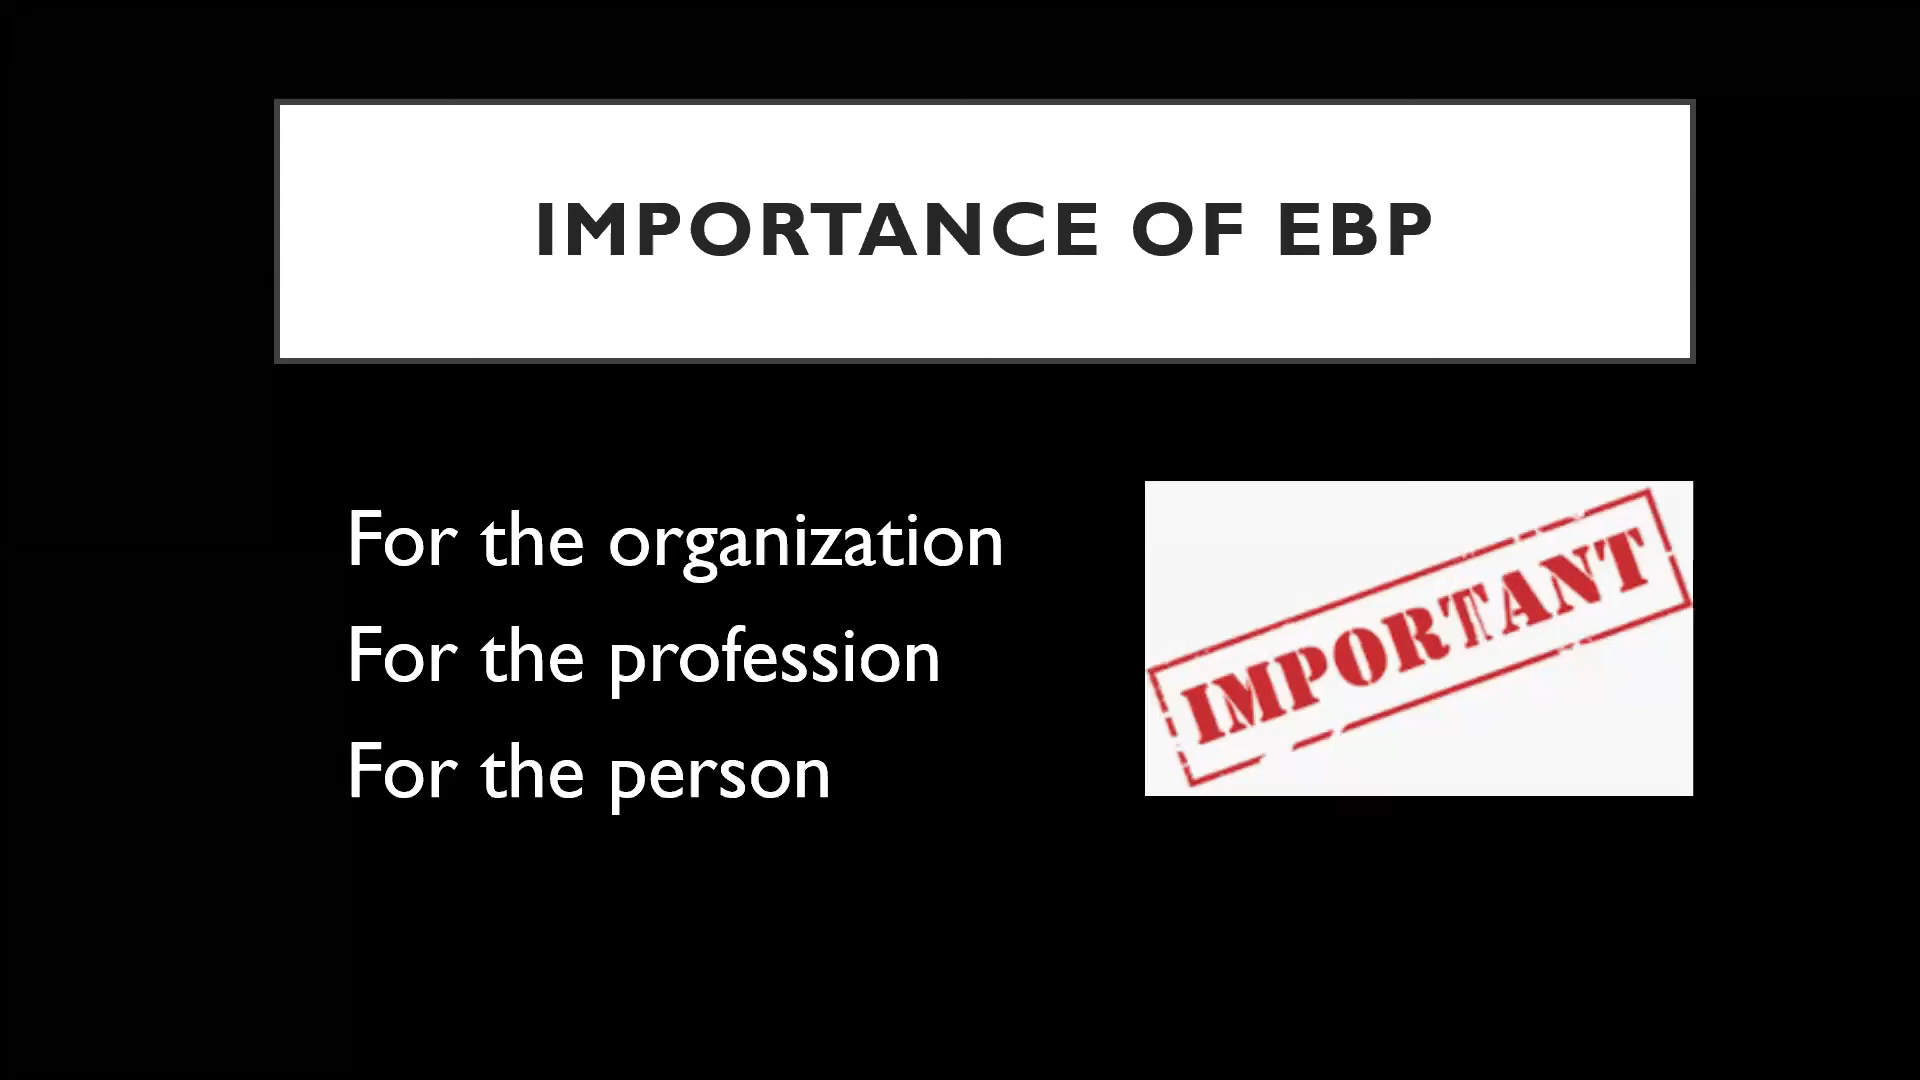 IMPORTANCE OF EBP
For the organization
For the profession
For the person
IMPORTANT